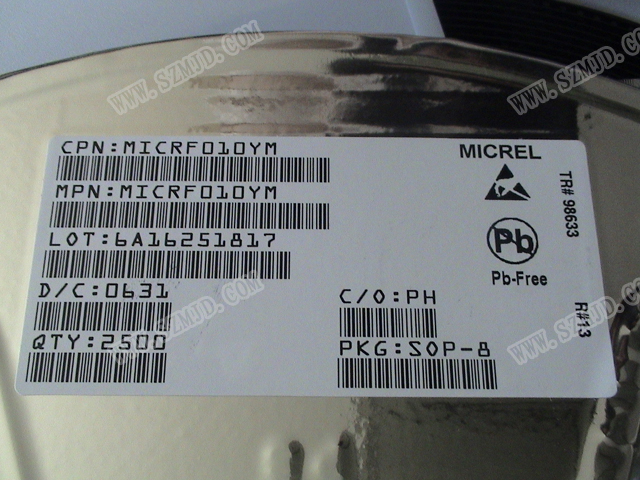 WWW.SZMJD.COM
WWW.SZMJD.COM
CPN:MICRF010YM
MICREL
MPN:MICRF010YM
TR# 98633
LOT:6A16251817
Pb
Pb-Free
D/C:0631
C/O:PH
R#13
QTY:2500
PKG:SOP-8
WWW.SZMJD.COM
WWW.SZMJD.COM